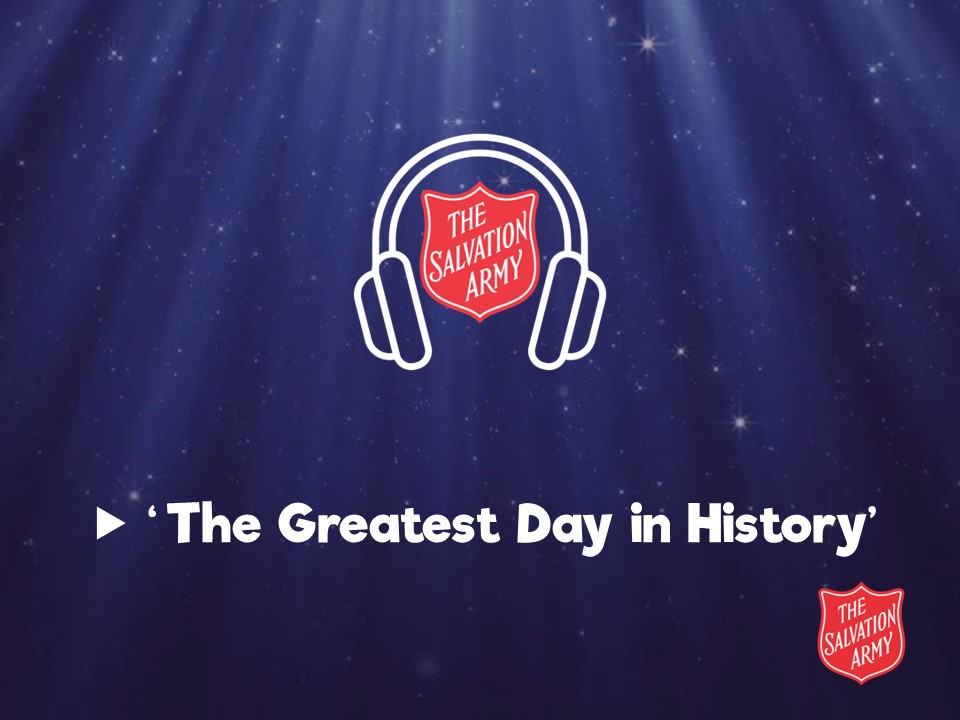 THE
SALVATION
ARMY
‘ The Greatest Day in History’
THE
SALVATION
ARMY